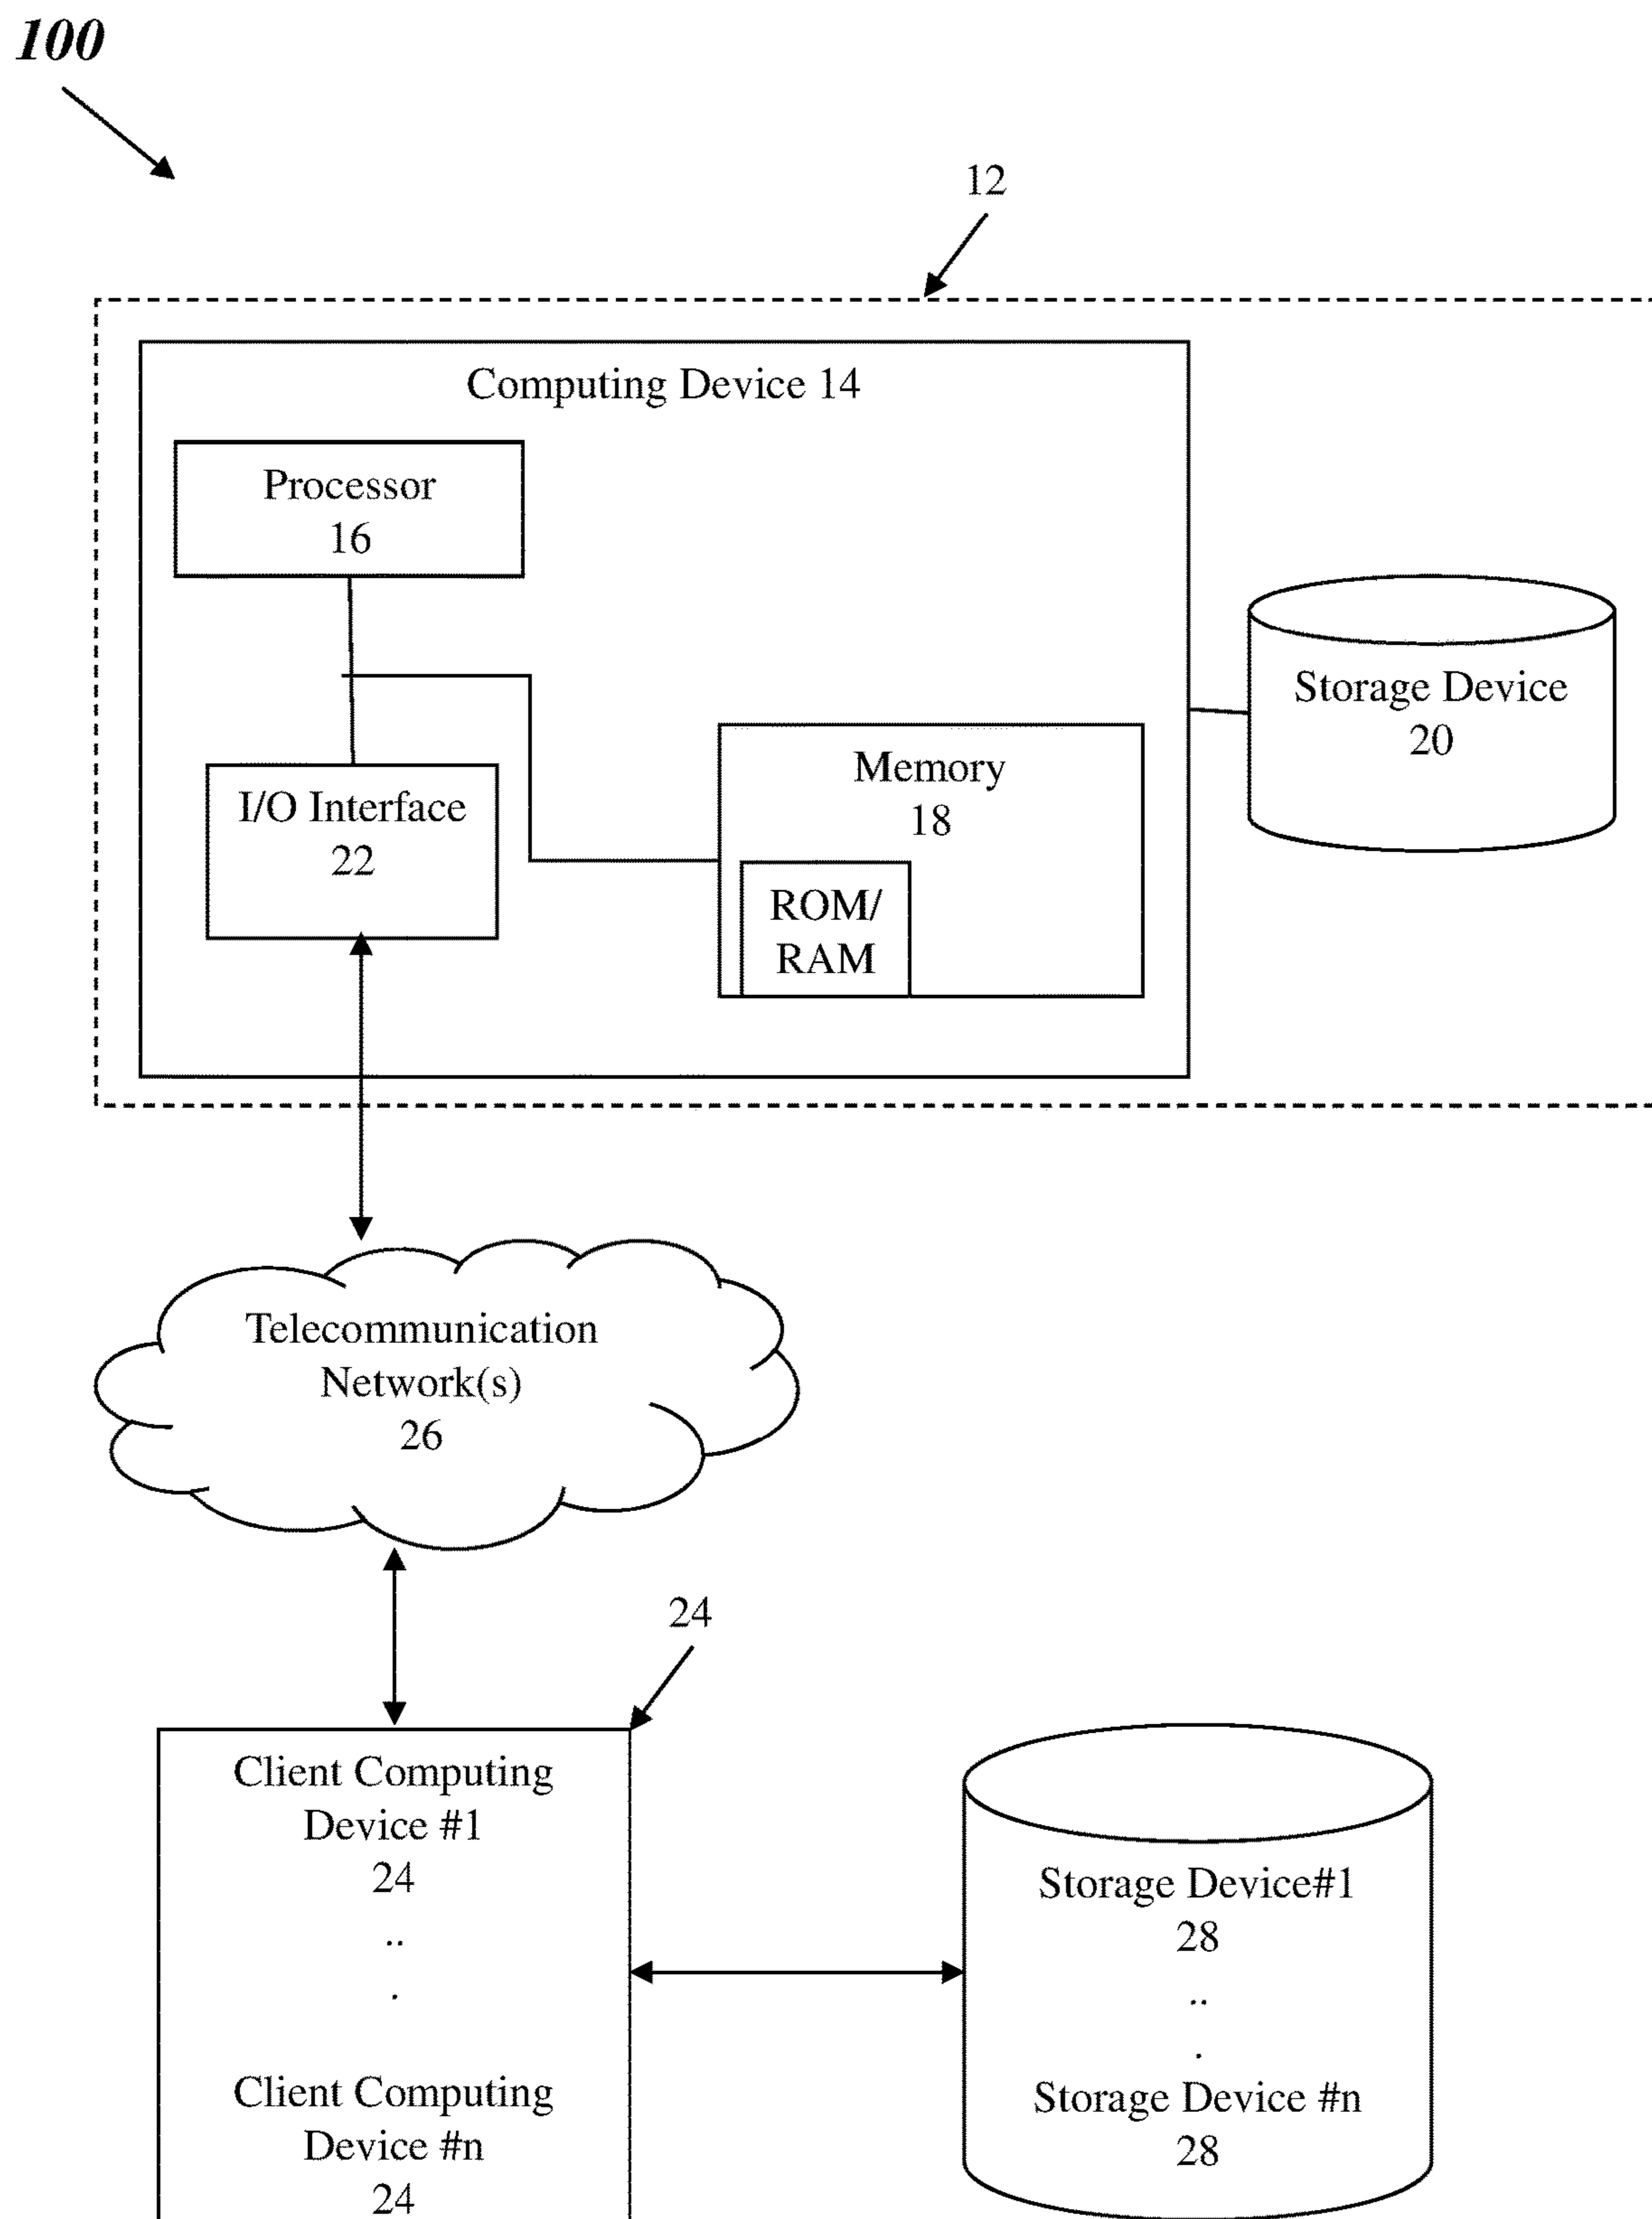 100
12
Computing Device 14
Processor
16
Storage Device
20
Memory
18
I/O Interface
22
ROM/
RAM
Telecommunication
Network(s)
26
24
Client Computing
Device #1
24
..
.
Client Computing
Device #n
24
Storage Device#1
28
..
.
Storage Device #n
28